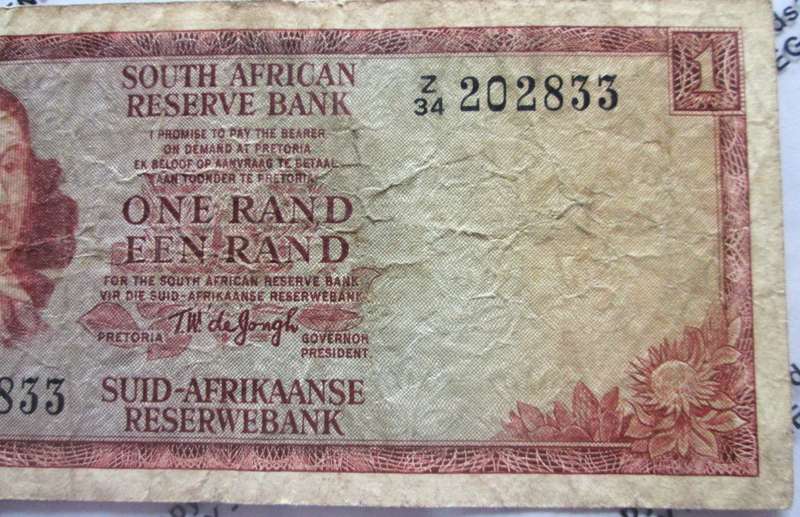 SOUTH AFRICAN
RESERVE BANK
Z
34 202833
1
I PROMISE TO PAY THE BEARER
ON DEMAND AT PRETORIA
EK BELOOF OP AANVRAAG TE BETAAL
AAN TOONDER TE PRETORIA
ONE RAND
EEN RAND
FOR THE SOUTH AFRICAN RESERVE BANK
VIR DIE SUID-AFRIKAANSE RESERWEBANK
T.W. de Jongh
PRETORIA
GOVERNOR
PRESIDENT
833
SUID-AFRIKAANSE
RESERWEBANK